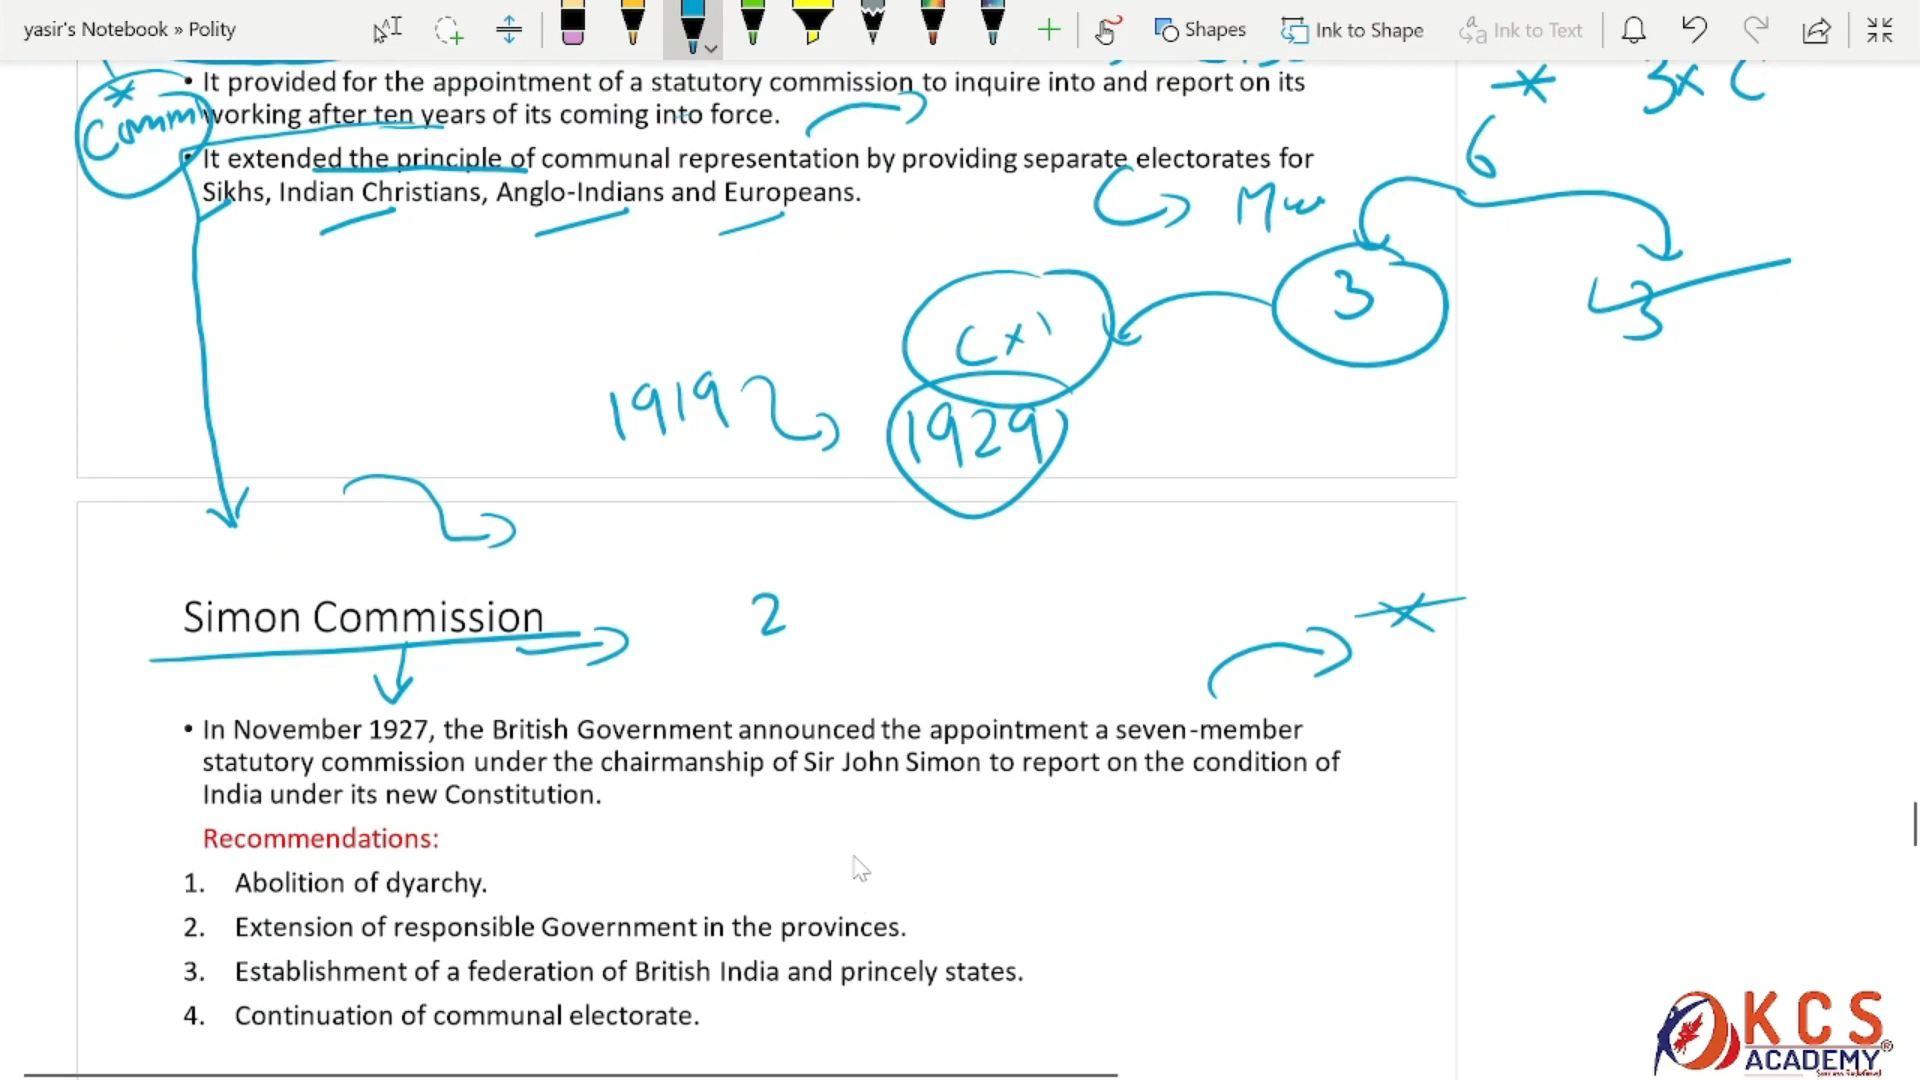 yasir's Notebook » Polity
Shapes
Ink to Shape
Ink to Text
• It provided for the appointment of a statutory commission to inquire into and report on its
working after ten years of its coming into force.
• It extended the principle of communal representation by providing separate electorates for
Sikhs, Indian Christians, Anglo-Indians and Europeans.
Comm
3x C
6
3
3
Cx1
1919
1929
Simon Commission
2
• In November 1927, the British Government announced the appointment a seven-member
statutory commission under the chairmanship of Sir John Simon to report on the condition of
India under its new Constitution.
Recommendations:
1. Abolition of dyarchy.
2. Extension of responsible Government in the provinces.
3. Establishment of a federation of British India and princely states.
4. Continuation of communal electorate.
KCS
ACADEMY®